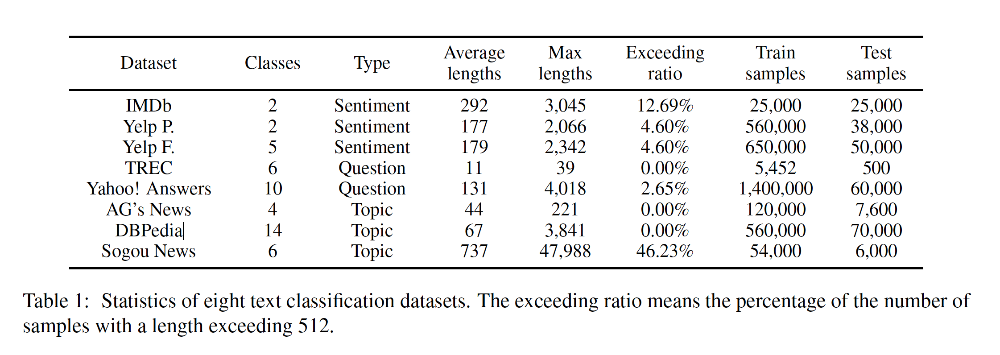 Dataset Classes Type Average lengths Max lengths Exceeding ratio Train samples Test samples
IMDb 2 Sentiment 292 3,045 12.69% 25,000 25,000
Yelp P. 2 Sentiment 177 2,066 4.60% 560,000 38,000
Yelp F. 5 Sentiment 179 2,342 4.60% 650,000 50,000
TREC 6 Question 11 39 0.00% 5,452 500
Yahoo! Answers 10 Question 131 4,018 2.65% 1,400,000 60,000
AG’s News 4 Topic 44 221 0.00% 120,000 7,600
DBPedia 14 Topic 67 3,841 0.00% 560,000 70,000
Sogou News 6 Topic 737 47,988 46.23% 54,000 6,000
Table 1: Statistics of eight text classification datasets. The exceeding ratio means the percentage of the number of
samples with a length exceeding 512.